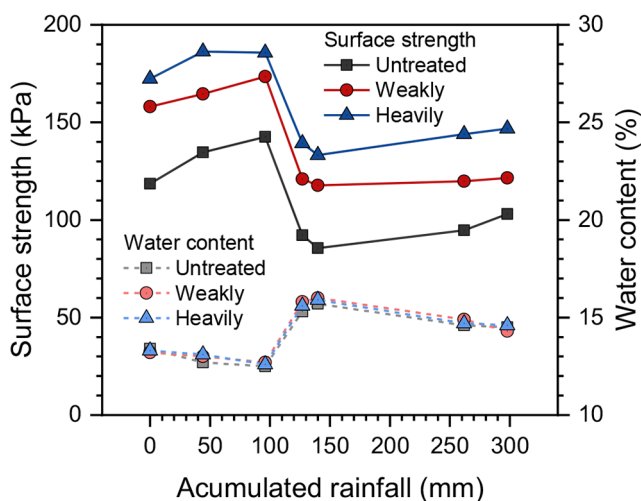 200
150
100
50
0
Surface strength (kPa)
30
25
20
15
10
Water content (%)
Surface strength
Untreated
Weakly
Heavily
Water content
Untreated
Weakly
Heavily
0 50 100 150 200 250 300
Acumulated rainfall (mm)